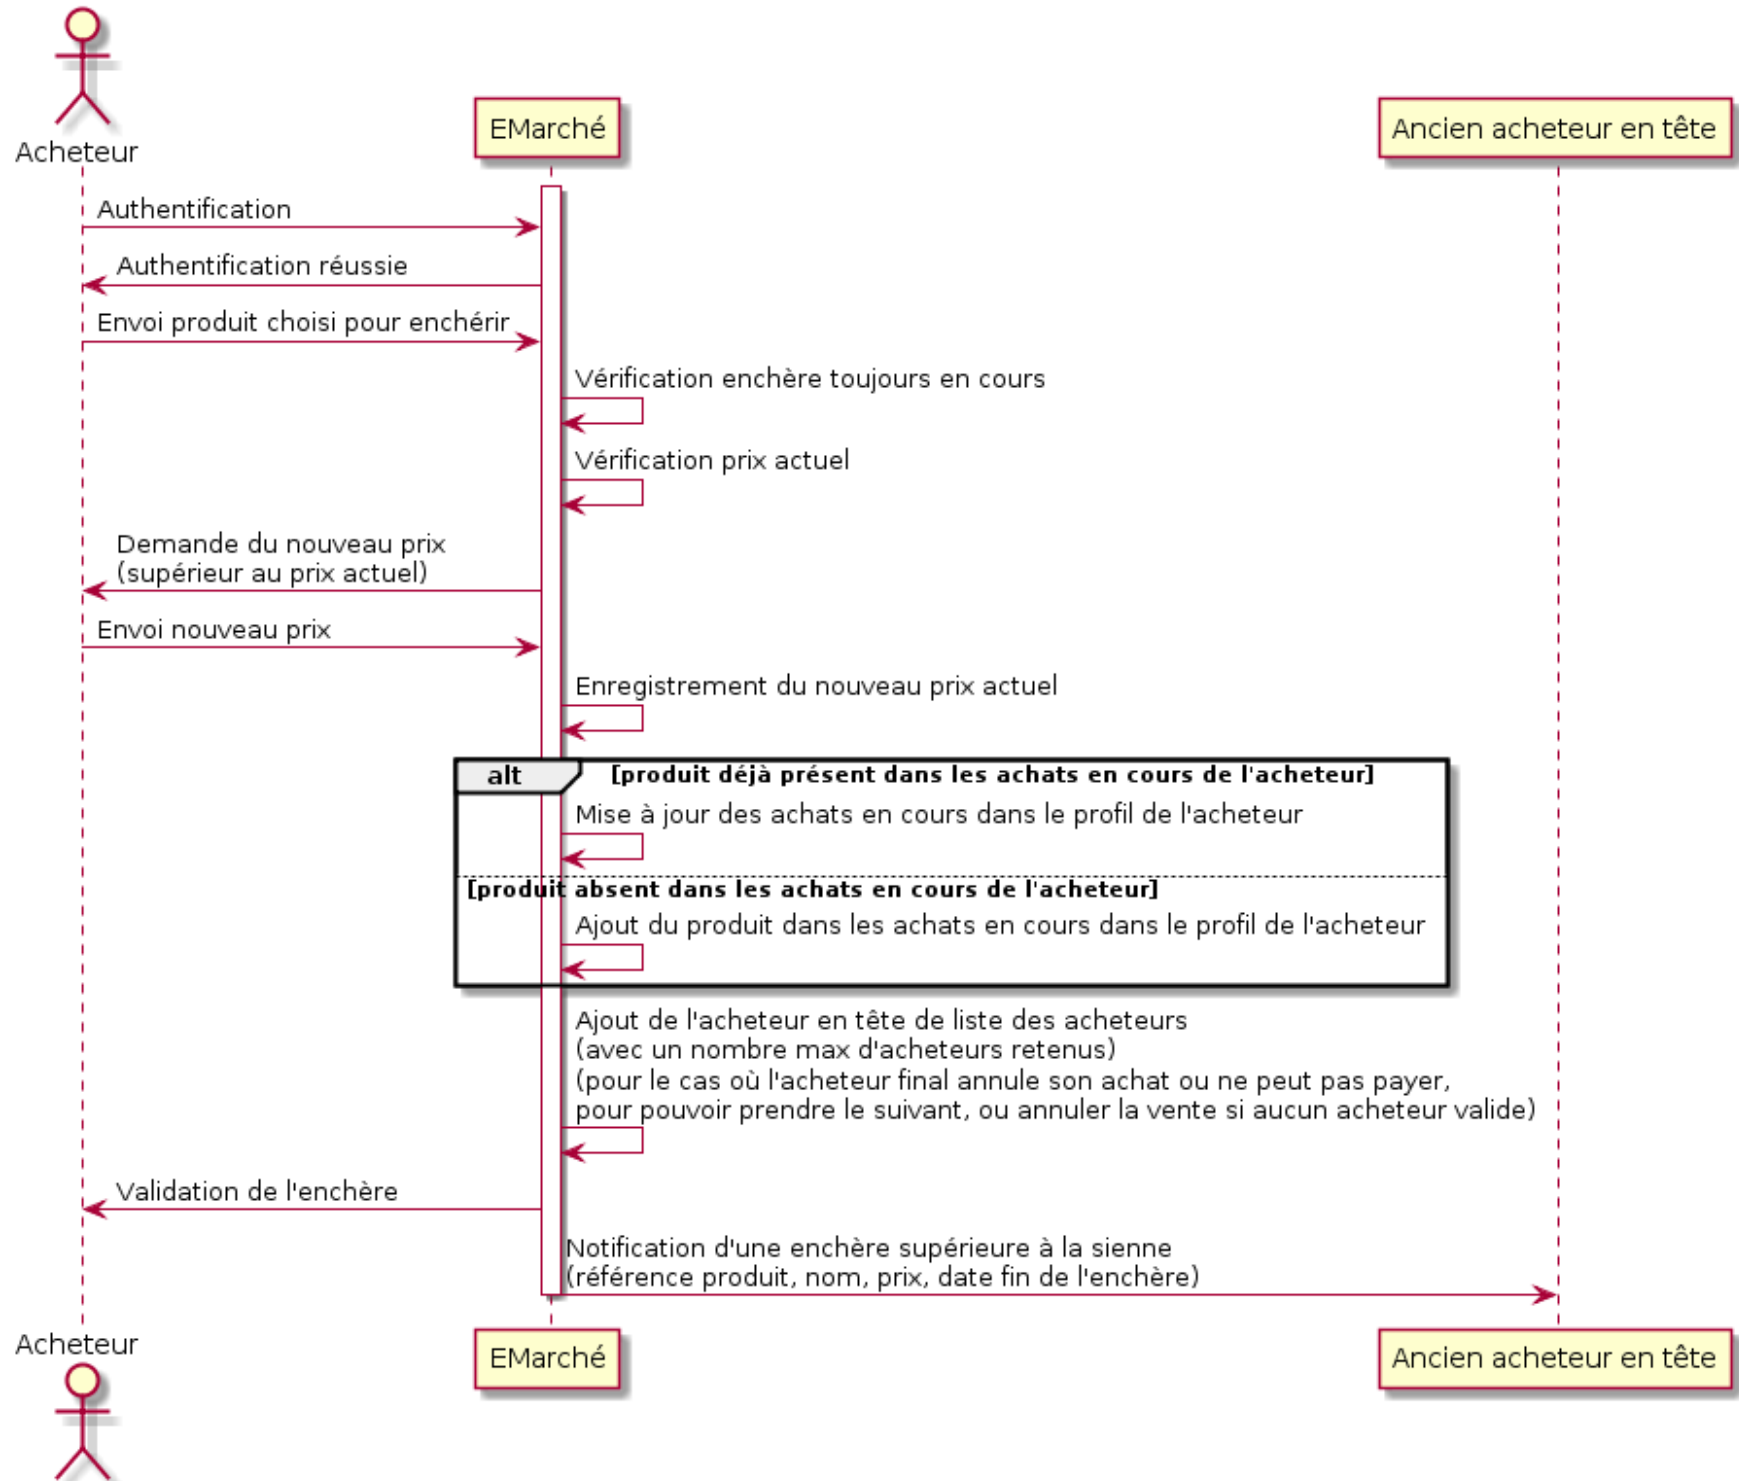 Acheteur
EMarché
Ancien acheteur en tête
Authentification
Authentification réussie
Envoi produit choisi pour enchérir
Vérification enchère toujours en cours
Vérification prix actuel
Demande du nouveau prix
(supérieur au prix actuel)
Envoi nouveau prix
Enregistrement du nouveau prix actuel
alt [produit déjà présent dans les achats en cours de l'acheteur]
Mise à jour des achats en cours dans le profil de l'acheteur
[produit absent dans les achats en cours de l'acheteur]
Ajout du produit dans les achats en cours dans le profil de l'acheteur
Ajout de l'acheteur en tête de liste des acheteurs
(avec un nombre max d'acheteurs retenus)
(pour le cas où l'acheteur final annule son achat ou ne peut pas payer,
pour pouvoir prendre le suivant, ou annuler la vente si aucun acheteur valide)
Validation de l'enchère
Notification d'une enchère supérieure à la sienne
(référence produit, nom, prix, date fin de l'enchère)
Acheteur
EMarché
Ancien acheteur en tête